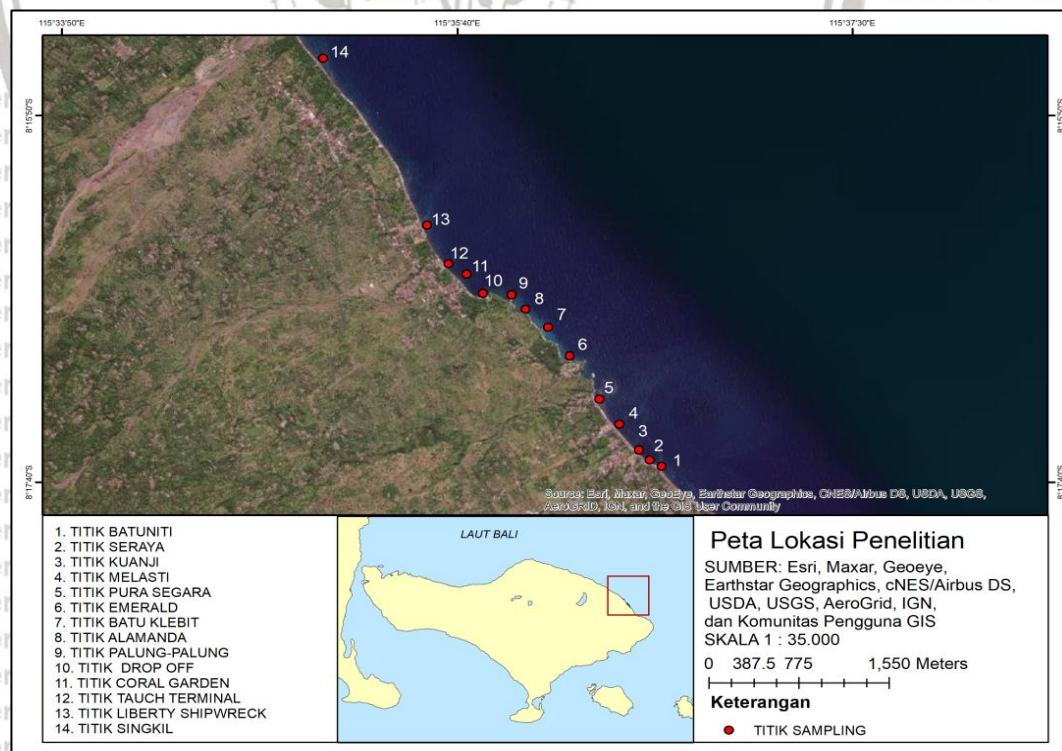 115°33'50"E
115°35'40"E
115°37'30"E
8°15'50"S
8°15'50"S
14
13
12
11
10
9
8
7
6
5
4
3
2
1
8°17'40"S
8°17'40"S
Source: Esri, Maxar, GeoEye, Earthstar Geographics, CNES/Airbus DS, USDA, USGS,
AeroGRID, IGN, and the GIS User Community
1. TITIK BATUNITI
2. TITIK SERAYA
3. TITIK KUANJI
4. TITIK MELASTI
5. TITIK PURA SEGARA
6. TITIK EMERALD
7. TITIK BATU KLEBIT
8. TITIK ALAMANDA
9. TITIK PALUNG-PALUNG
10. TITIK DROP OFF
11. TITIK CORAL GARDEN
12. TITIK TAUCH TERMINAL
13. TITIK LIBERTY SHIPWRECK
14. TITIK SINGKIL
LAUT BALI
Peta Lokasi Penelitian
SUMBER: Esri, Maxar, Geoeye,
Earthstar Geographics, cNES/Airbus DS,
USDA, USGS, AeroGrid, IGN,
dan Komunitas Pengguna GIS
SKALA 1 : 35.000
0 387.5 775 1,550 Meters
Keterangan
TITIK SAMPLING